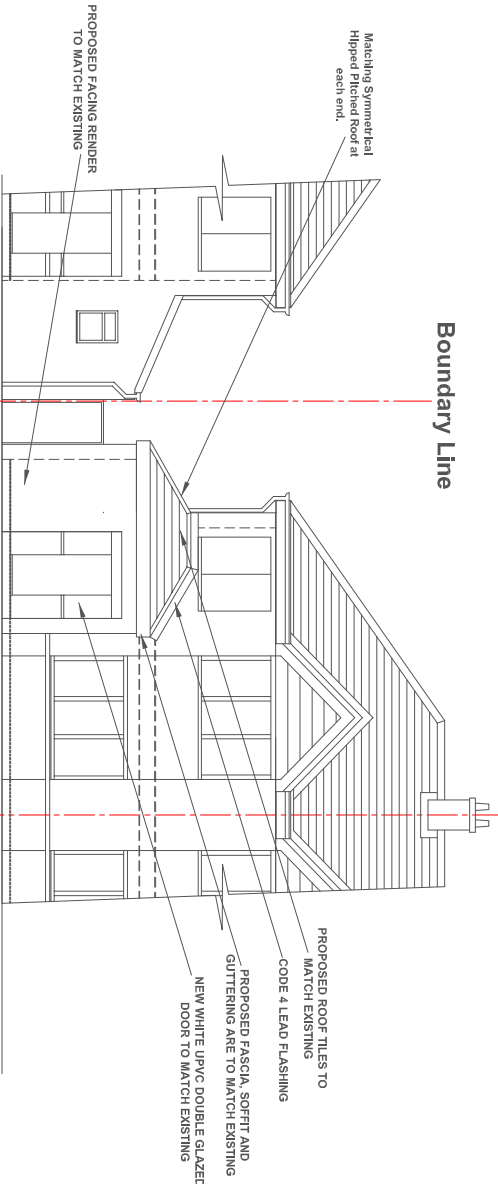 Boundary Line
Matching Symmetrical
Hipped Pitched Roof at
each end.
PROPOSED FACING RENDER
TO MATCH EXISTING
PROPOSED ROOF TILES TO
MATCH EXISTING
CODE 4 LEAD FLASHING
PROPOSED FASCIA, SOFFIT AND
GUTTERING ARE TO MATCH EXISTING
NEW WHITE UPVC DOUBLE GLAZED
DOOR TO MATCH EXISTING